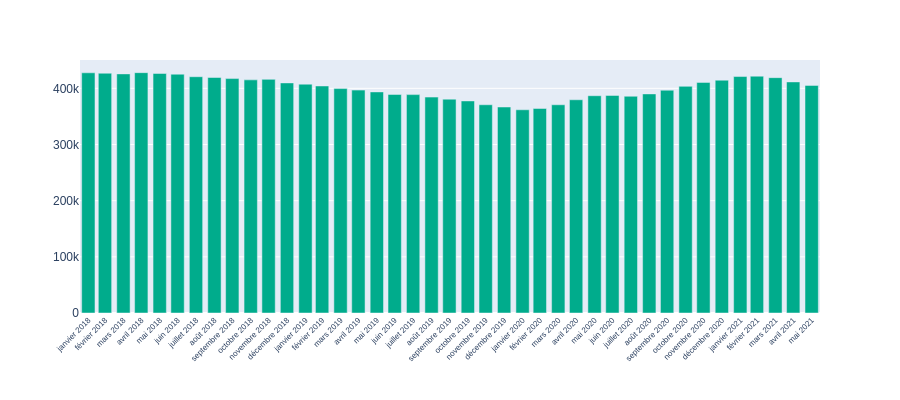 400k
300k
200k
100k
0
janvier 2018
février 2018
mars 2018
avril 2018
mai 2018
juin 2018
juillet 2018
août 2018
septembre 2018
octobre 2018
novembre 2018
décembre 2018
janvier 2019
février 2019
mars 2019
avril 2019
mai 2019
juin 2019
juillet 2019
août 2019
septembre 2019
octobre 2019
novembre 2019
décembre 2019
janvier 2020
février 2020
mars 2020
avril 2020
mai 2020
juin 2020
juillet 2020
août 2020
septembre 2020
octobre 2020
novembre 2020
décembre 2020
janvier 2021
février 2021
mars 2021
avril 2021
mai 2021